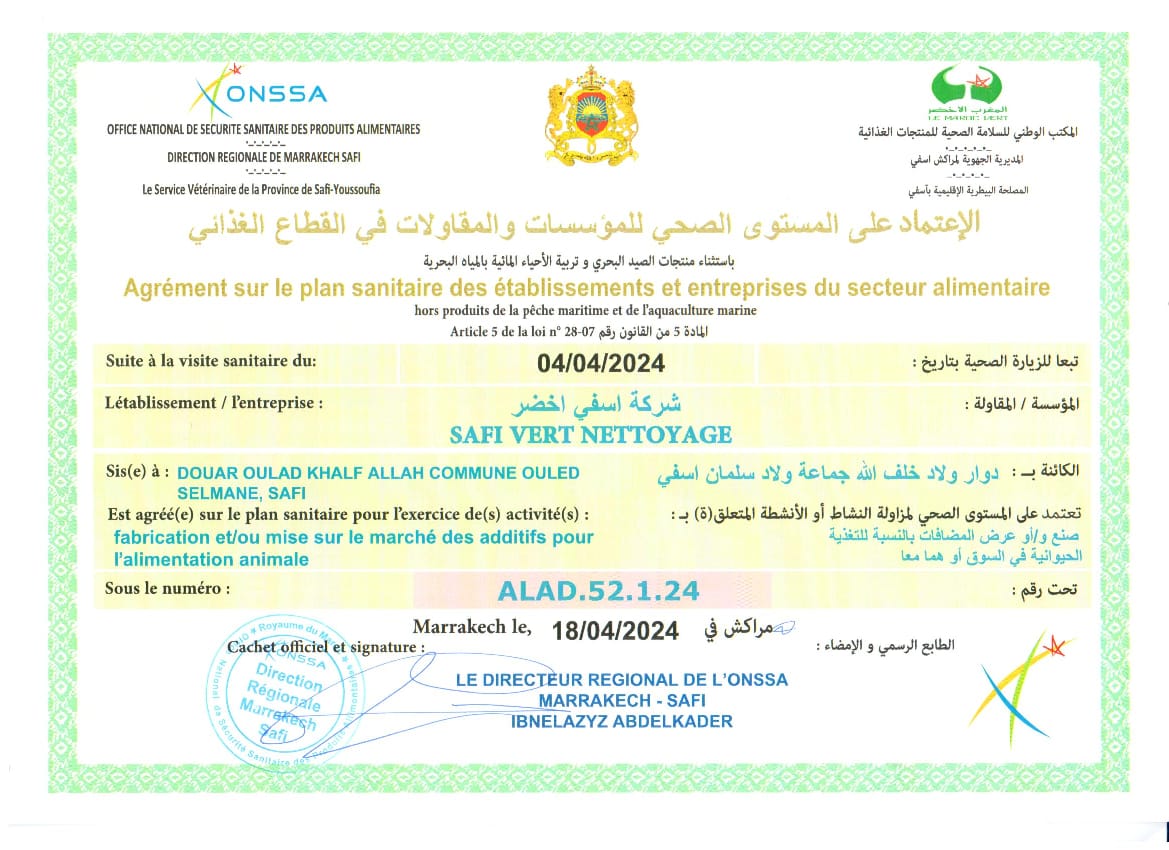 ONSSA
OFFICE NATIONAL DE SECURITE SANITAIRE DES PRODUITS ALIMENTAIRES
DIRECTION REGIONALE DE MARRAKECH SAFI
Le Service Vétérinaire de la Province de Safi-Youssoufia
المغرب الأخضر
LE MAROC VERT
المكتب الوطني للسلامة الصحية للمنتجات الغذائية
المديرية الجهوية لمراكش اسفي
المصلحة البيطرية الإقليمية بآسفي
الإعتماد على المستوى الصحي للمؤسسات والمقاولات في القطاع الغذائي
باستثناء منتجات الصيد البحري و تربية الأحياء المائية بالمياه البحرية
Agrément sur le plan sanitaire des établissements et entreprises du secteur alimentaire
hors produits de la pêche maritime et de l'aquaculture marine
Article 5 de la loi n° 28-07 المادة 5 من القانون رقم
Suite à la visite sanitaire du: 04/04/2024 تبعا للزيارة الصحية بتاريخ :
Létablissement / l'entreprise : شركة اسفي اخضر المؤسسة / المقاولة :
SAFI VERT NETTOYAGE
Sis(e) à : DOUAR OULAD KHALF ALLAH COMMUNE OULED
SELMANE, SAFI
الكائنة بـ : دوار ولاد خلف الله جماعة ولاد سلمان اسفي
Est agréé(e) sur le plan sanitaire pour l'exercice de(s) activité(s) :
fabrication et/ou mise sur le marché des additifs pour
l'alimentation animale
تعتمد على المستوى الصحي لمزاولة النشاط أو الأنشطة المتعلق(ة) بـ :
صنع و/أو عرض المضافات بالنسبة للتغذية
الحيوانية في السوق أو هما معا
Sous le numéro : ALAD.52.1.24 تحت رقم :
Marrakech le, 18/04/2024 مراكش في
Cachet officiel et signature : الطابع الرسمي و الإمضاء :
LE DIRECTEUR REGIONAL DE L'ONSSA
MARRAKECH - SAFI
IBNELAZYZ ABDELKADER
Royaume du Maroc
Office National de Sécurité Sanitaire des Produits Alimentaires
ONSSA
Direction
Régionale
Marrakech
Safi